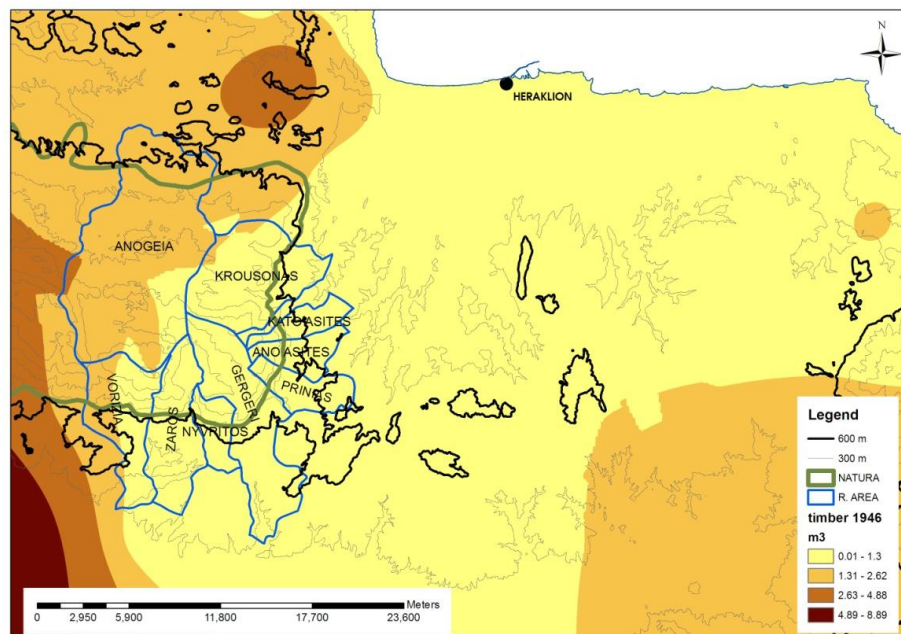 N
HERAKLION
ANOGEIA
KROUSONAS
KATO ASITES
ANO ASITES
PRINIAS
GERGERI
VORIZIA
ZAROS
NYVRITOS
Legend
600 m
300 m
NATURA
R. AREA
timber 1946
m3
0.01 - 1.3
1.31 - 2.62
2.63 - 4.88
4.89 - 8.89
Meters
0 2,950 5,900 11,800 17,700 23,600